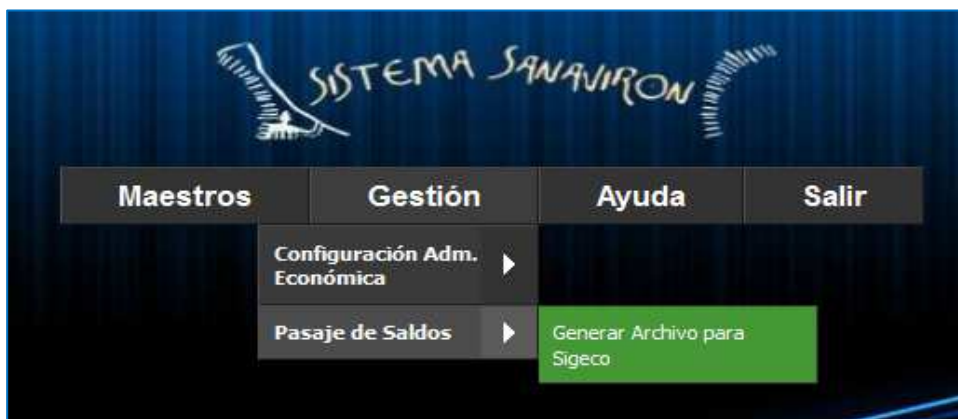 SISTEMA SANAVIRON
Maestros
Gestión
Ayuda
Salir
Configuración Adm.
Económica
Pasaje de Saldos
Generar Archivo para
Sigeco